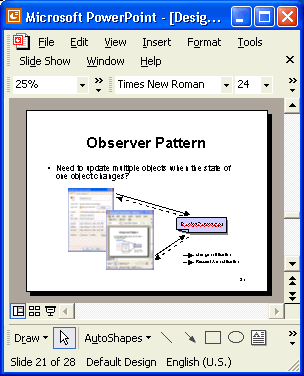 Microsoft PowerPoint - [Desig...
File Edit View Insert Format Tools
Slide Show Window Help
25% Times New Roman 24
Observer Pattern
• Need to update multiple objects when the state of
one object changes?
Draw AutoShapes
Slide 21 of 28 Default Design English (U.S.)